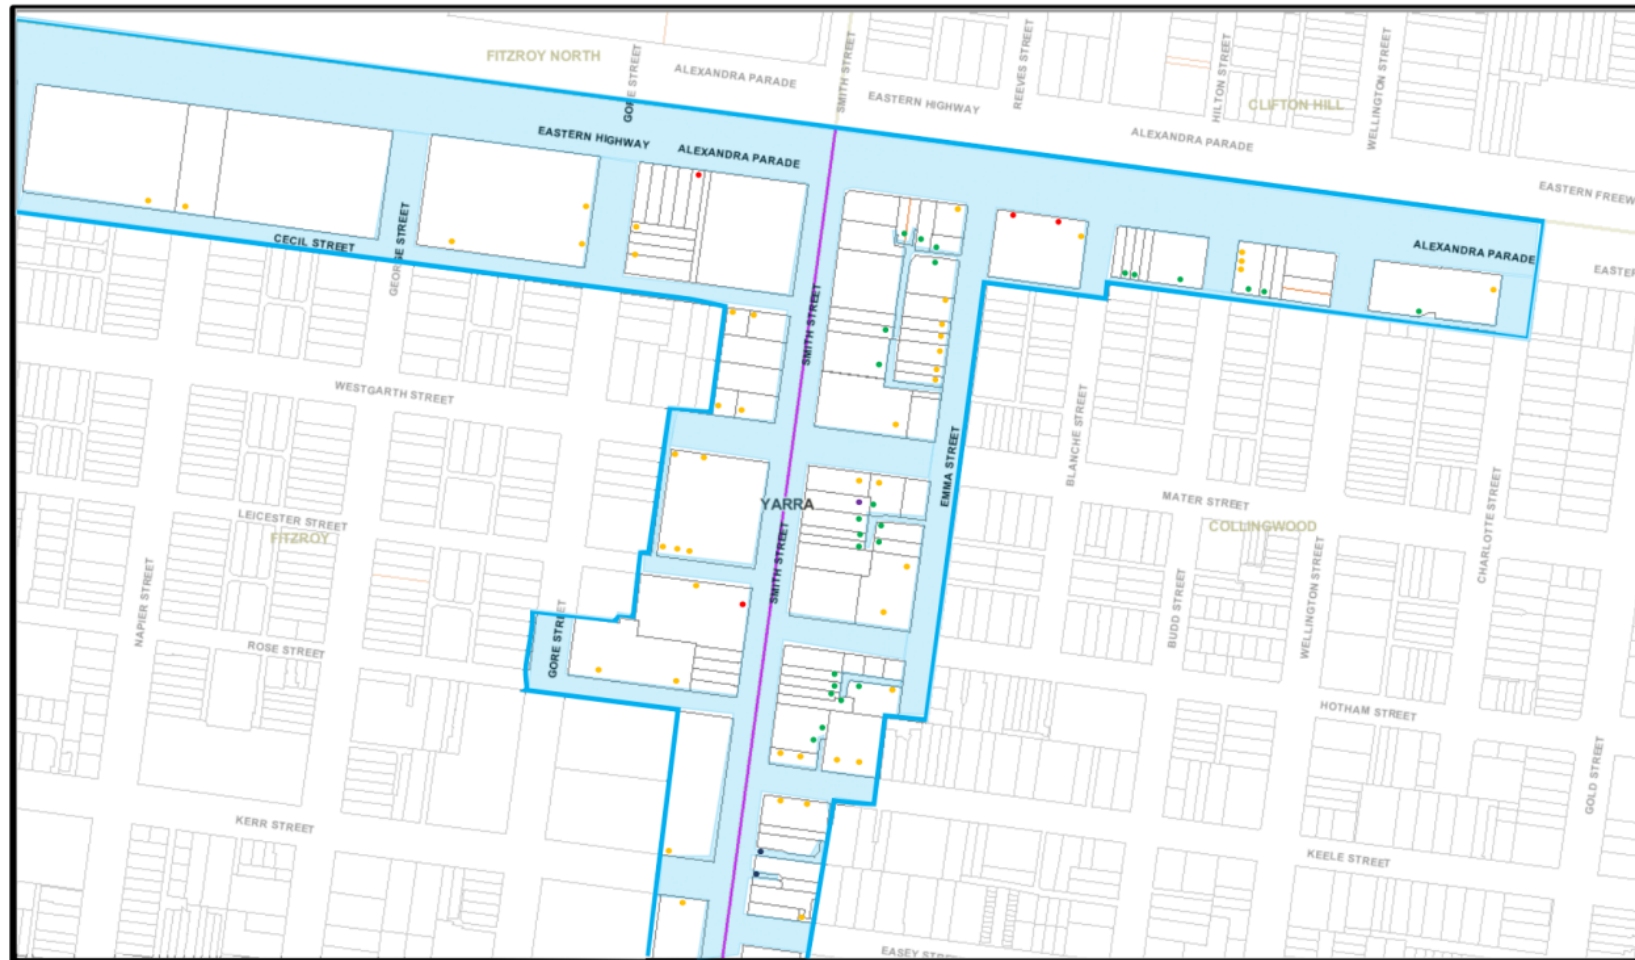 FITZROY NORTH
GORE STREET
ALEXANDRA PARADE
SMITH STREET
EASTERN HIGHWAY
REEVES STREET
HILTON STREET
CLIFTON HILL
WELLINGTON STREET
ALEXANDRA PARADE
EASTERN HIGHWAY
ALEXANDRA PARADE
EASTERN FREEW
CECIL STREET
GEORGE STREET
ALEXANDRA PARADE
EASTER
SMITH STREET
WESTGARTH STREET
BLANCHE STREET
EMMA STREET
YARRA
MATER STREET
CHARLOTTE STREET
LEICESTER STREET
FITZROY
COLLINGWOOD
SMITH STREET
NAPIER STREET
GORE STREET
BUDD STREET
WELLINGTON STREET
ROSE STREET
HOTHAM STREET
GOLD STREET
KERR STREET
KEELE STREET
EASEY STREET